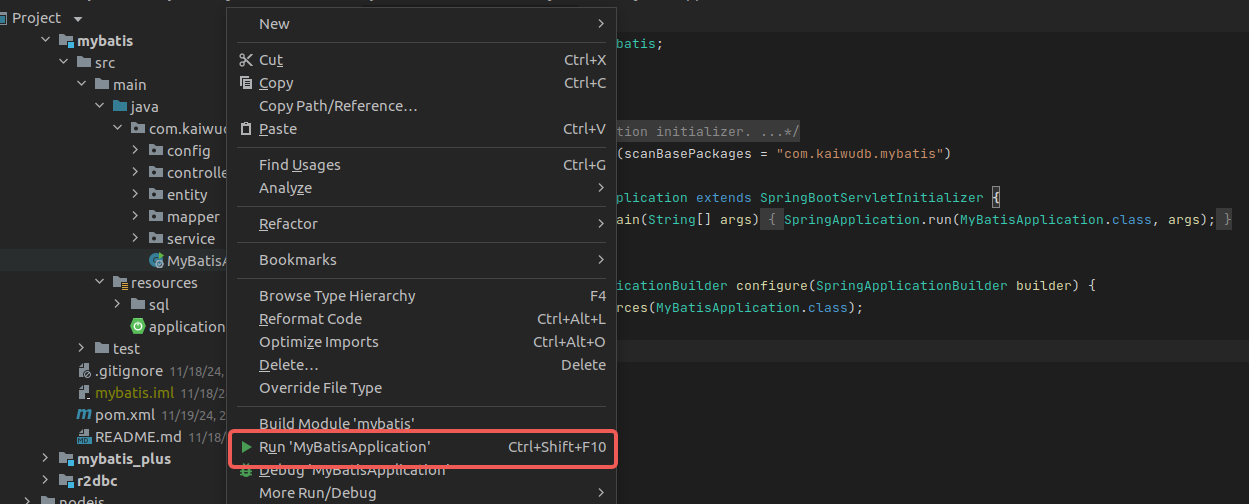 Project
mybatis
src
main
java
com.kaiwud
config
controlle
entity
mapper
service
MyBatisA
resources
sql
application
test
.gitignore 11/18/24,
mybatis.iml 11/18/2
pom.xml 11/19/24, 2
README.md 11/18/
mybatis_plus
r2dbc
nodejs
New
Cut Ctrl+X
Copy Ctrl+C
Copy Path/Reference…
Paste Ctrl+V
Find Usages Ctrl+G
Analyze
Refactor
Bookmarks
Browse Type Hierarchy F4
Reformat Code Ctrl+Alt+L
Optimize Imports Ctrl+Alt+O
Delete… Delete
Override File Type
Build Module 'mybatis'
Run 'MyBatisApplication' Ctrl+Shift+F10
Debug 'MyBatisApplication'
More Run/Debug
batis;
tion initializer. ...*/
(scanBasePackages = "com.kaiwudb.mybatis")
plication extends SpringBootServletInitializer {
ain(String[] args) { SpringApplication.run(MyBatisApplication.class, args); }
icationBuilder configure(SpringApplicationBuilder builder) {
rces(MyBatisApplication.class);